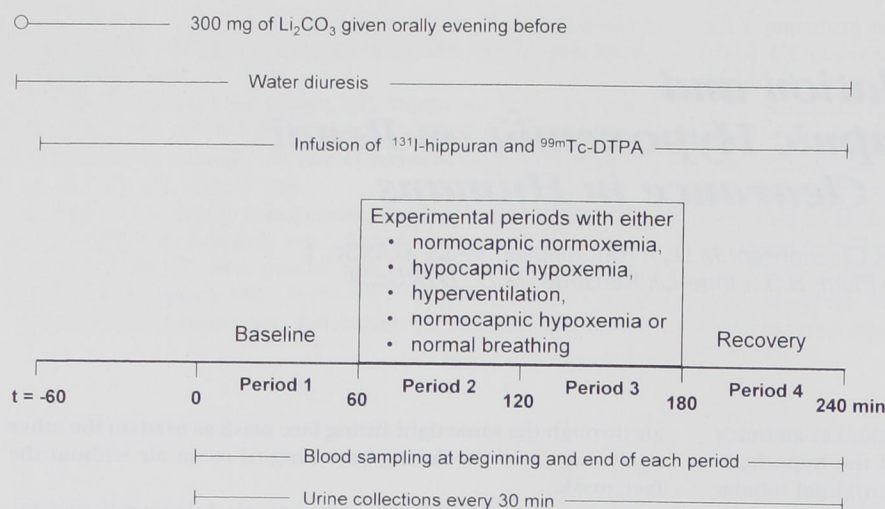 300 mg of Li₂CO₃ given orally evening before
Water diuresis
Infusion of ¹³¹I-hippuran and ⁹⁹ᵐTc-DTPA
Experimental periods with either
• normocapnic normoxemia,
• hypocapnic hypoxemia,
• hyperventilation,
• normocapnic hypoxemia or
• normal breathing
Baseline
Recovery
Period 1 Period 2 Period 3 Period 4
t = -60 0 60 120 180 240 min
Blood sampling at beginning and end of each period
Urine collections every 30 min